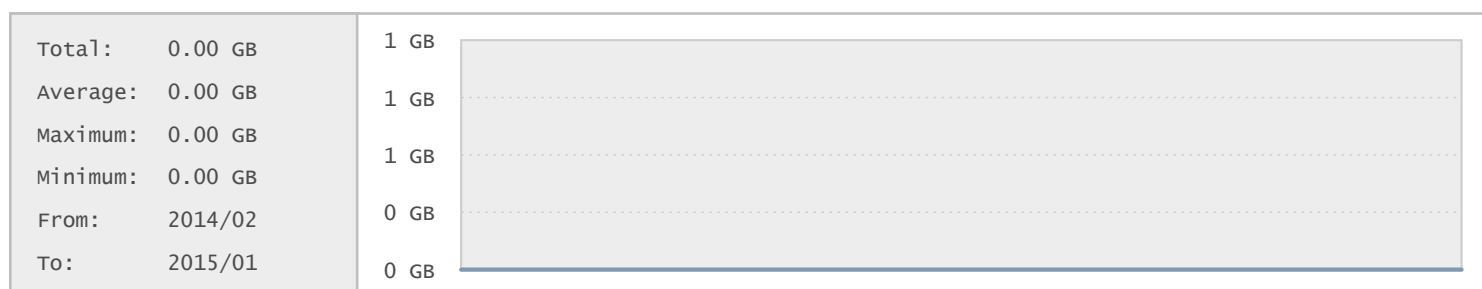 Total: 0.00 GB
Average: 0.00 GB
Maximum: 0.00 GB
Minimum: 0.00 GB
From: 2014/02
To: 2015/01
1 GB
1 GB
1 GB
0 GB
0 GB